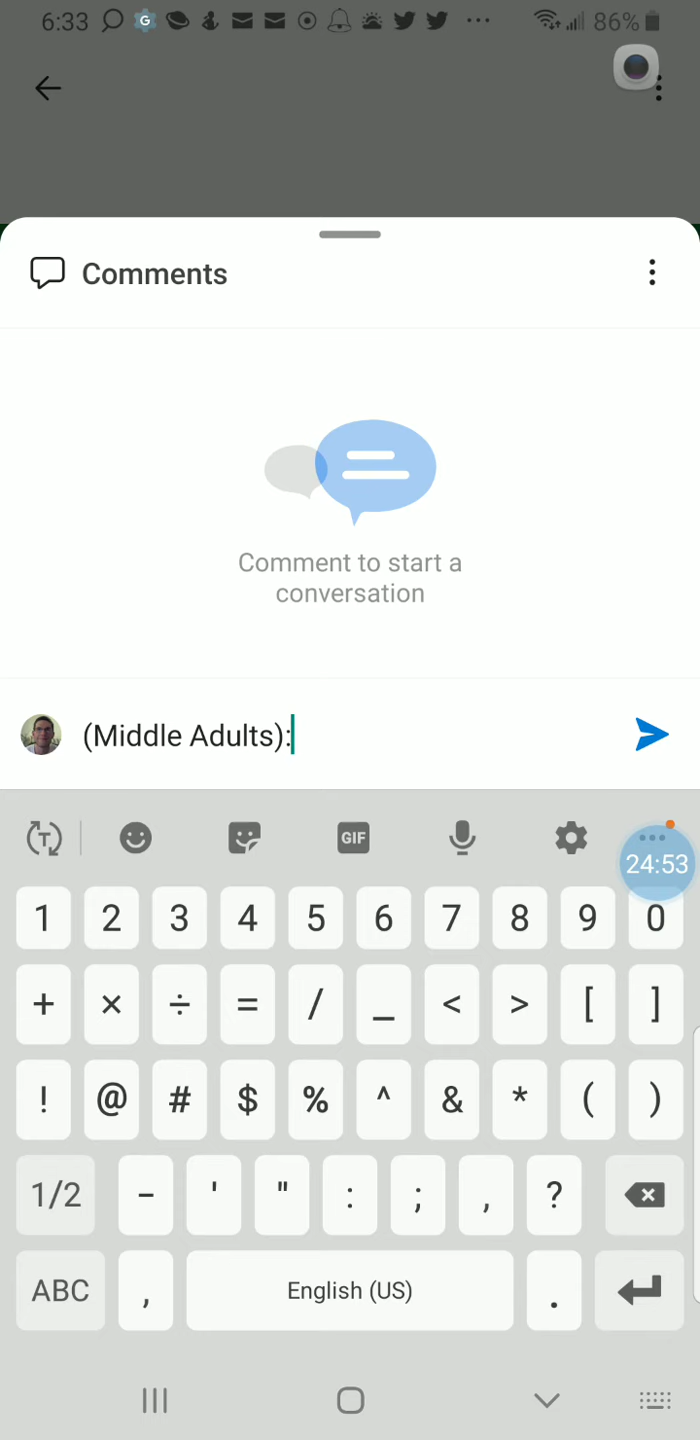 6:33
G
86%
Comments
Comment to start a
conversation
(Middle Adults):
T
GIF
24:53
1 2 3 4 5 6 7 8 9 0
+ × ÷ = / _ < > [ ]
! @ # $ % ^ & * ( )
1/2 - ' " : ; , ?
ABC , English (US) .